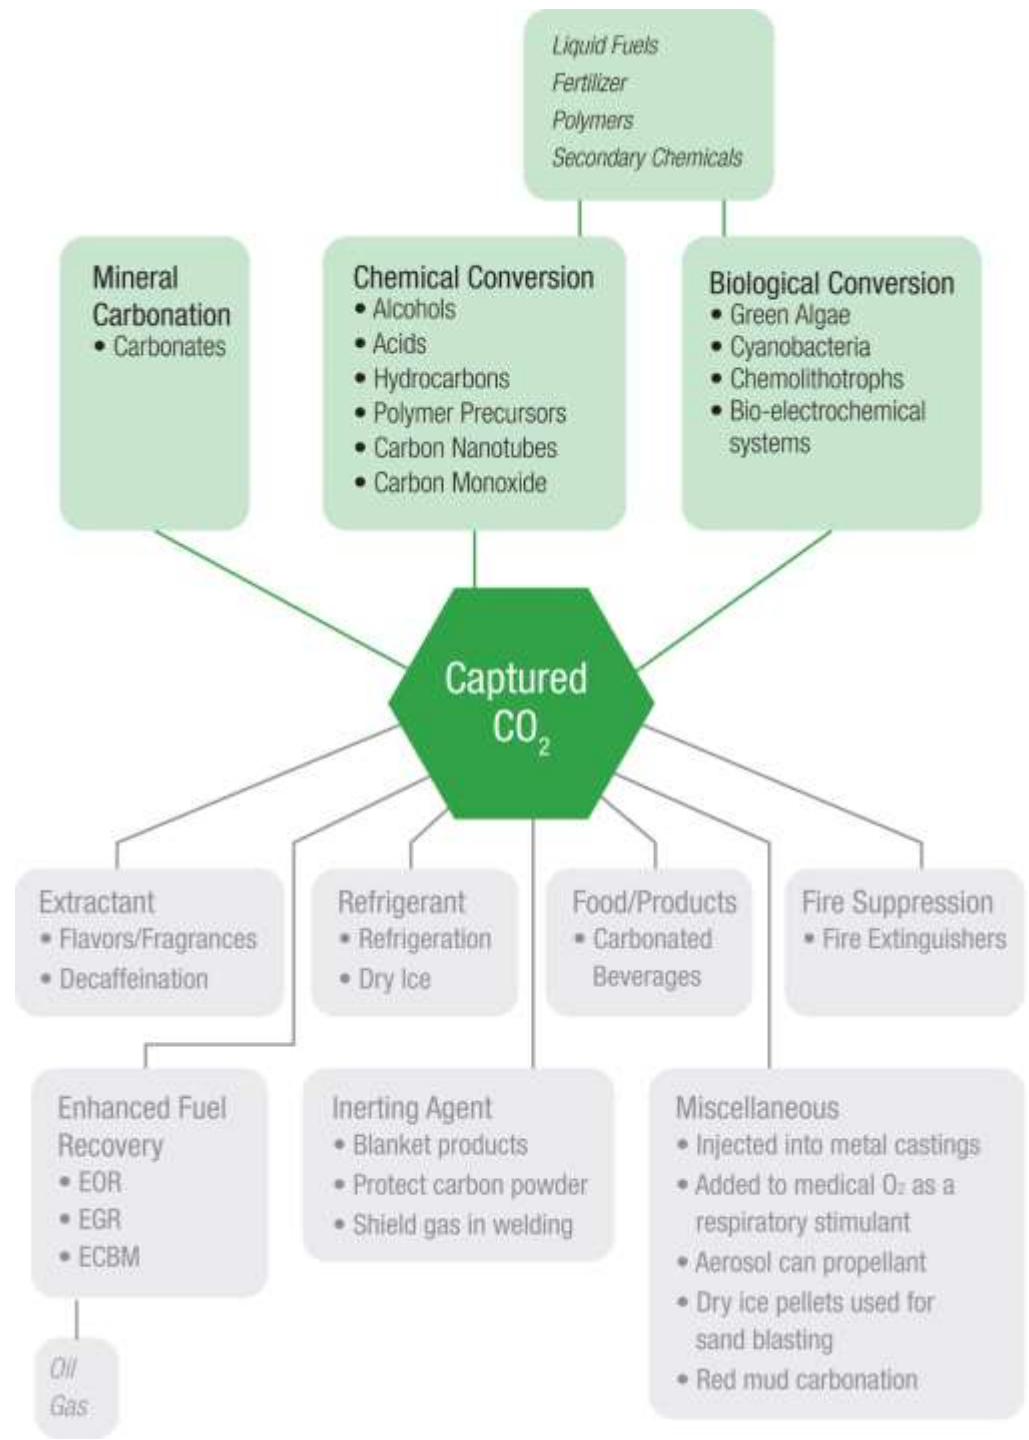 Liquid Fuels
Fertilizer
Polymers
Secondary Chemicals
Mineral
Carbonation
• Carbonates
Chemical Conversion
• Alcohols
• Acids
• Hydrocarbons
• Polymer Precursors
• Carbon Nanotubes
• Carbon Monoxide
Biological Conversion
• Green Algae
• Cyanobacteria
• Chemolithotrophs
• Bio-electrochemical
systems
Captured
CO₂
Extractant
• Flavors/Fragrances
• Decaffeination
Refrigerant
• Refrigeration
• Dry Ice
Food/Products
• Carbonated
Beverages
Fire Suppression
• Fire Extinguishers
Enhanced Fuel
Recovery
• EOR
• EGR
• ECBM
Inerting Agent
• Blanket products
• Protect carbon powder
• Shield gas in welding
Miscellaneous
• Injected into metal castings
• Added to medical O₂ as a
respiratory stimulant
• Aerosol can propellant
• Dry ice pellets used for
sand blasting
• Red mud carbonation
Oil
Gas